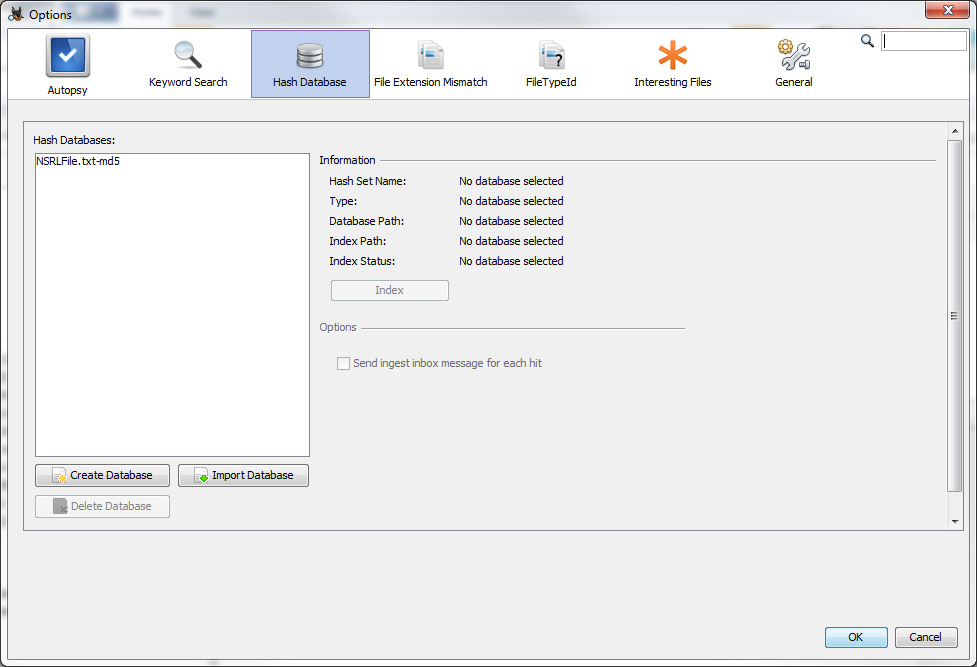 Options
Autopsy
Keyword Search
Hash Database
File Extension Mismatch
FileTypeId
Interesting Files
General
Hash Databases:
NSRLFile.txt-md5
Information
Hash Set Name: No database selected
Type: No database selected
Database Path: No database selected
Index Path: No database selected
Index Status: No database selected
Index
Options
Send ingest inbox message for each hit
Create Database
Import Database
Delete Database
OK
Cancel